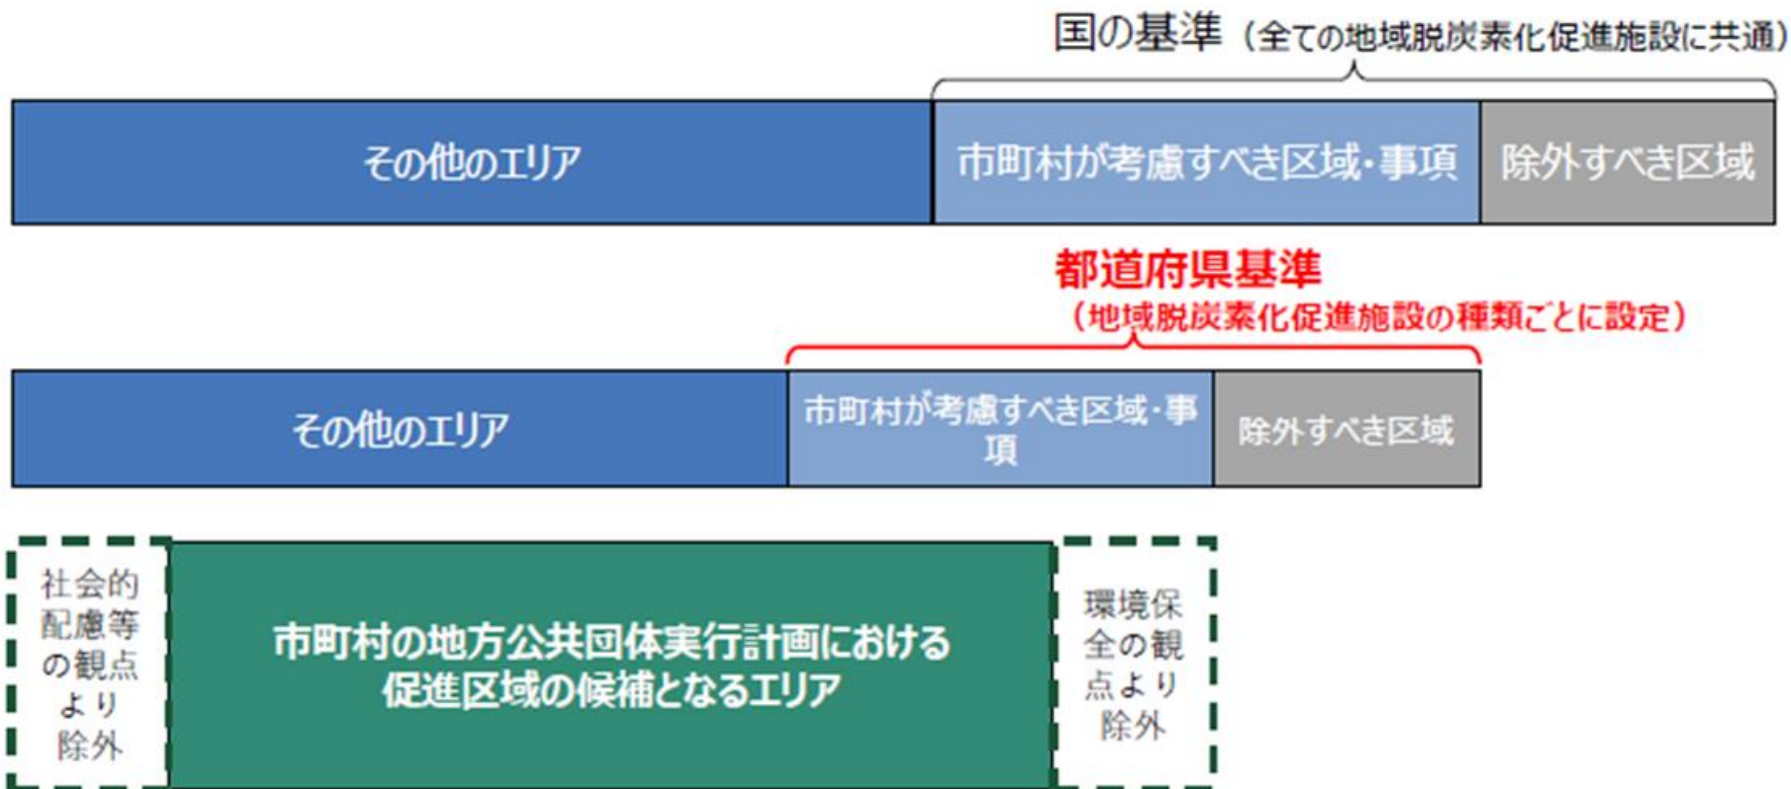 国の基準（全ての地域脱炭素化促進施設に共通）
その他のエリア
市町村が考慮すべき区域・事項
除外すべき区域
都道府県基準
（地域脱炭素化促進施設の種類ごとに設定）
その他のエリア
市町村が考慮すべき区域・事
項
除外すべき区域
社会的
配慮等
の観点
より
除外
市町村の地方公共団体実行計画における
促進区域の候補となるエリア
環境保
全の観
点より
除外